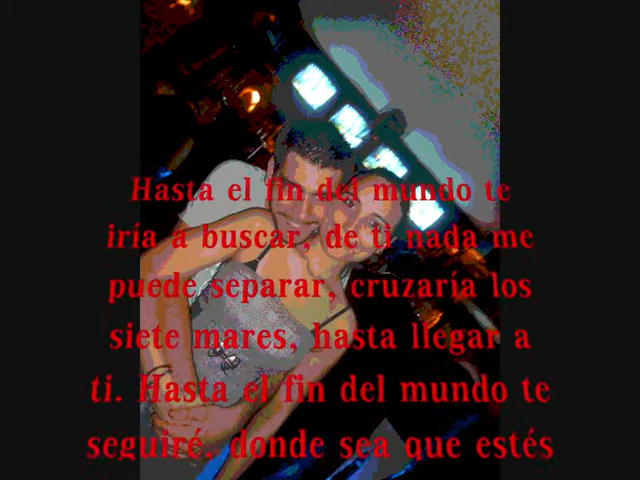 Hasta el fin del mundo te
iría a buscar, de ti nada me
puede separar, cruzaría los
siete mares, hasta llegar a
ti. Hasta el fin del mundo te
seguiré, donde sea que estés